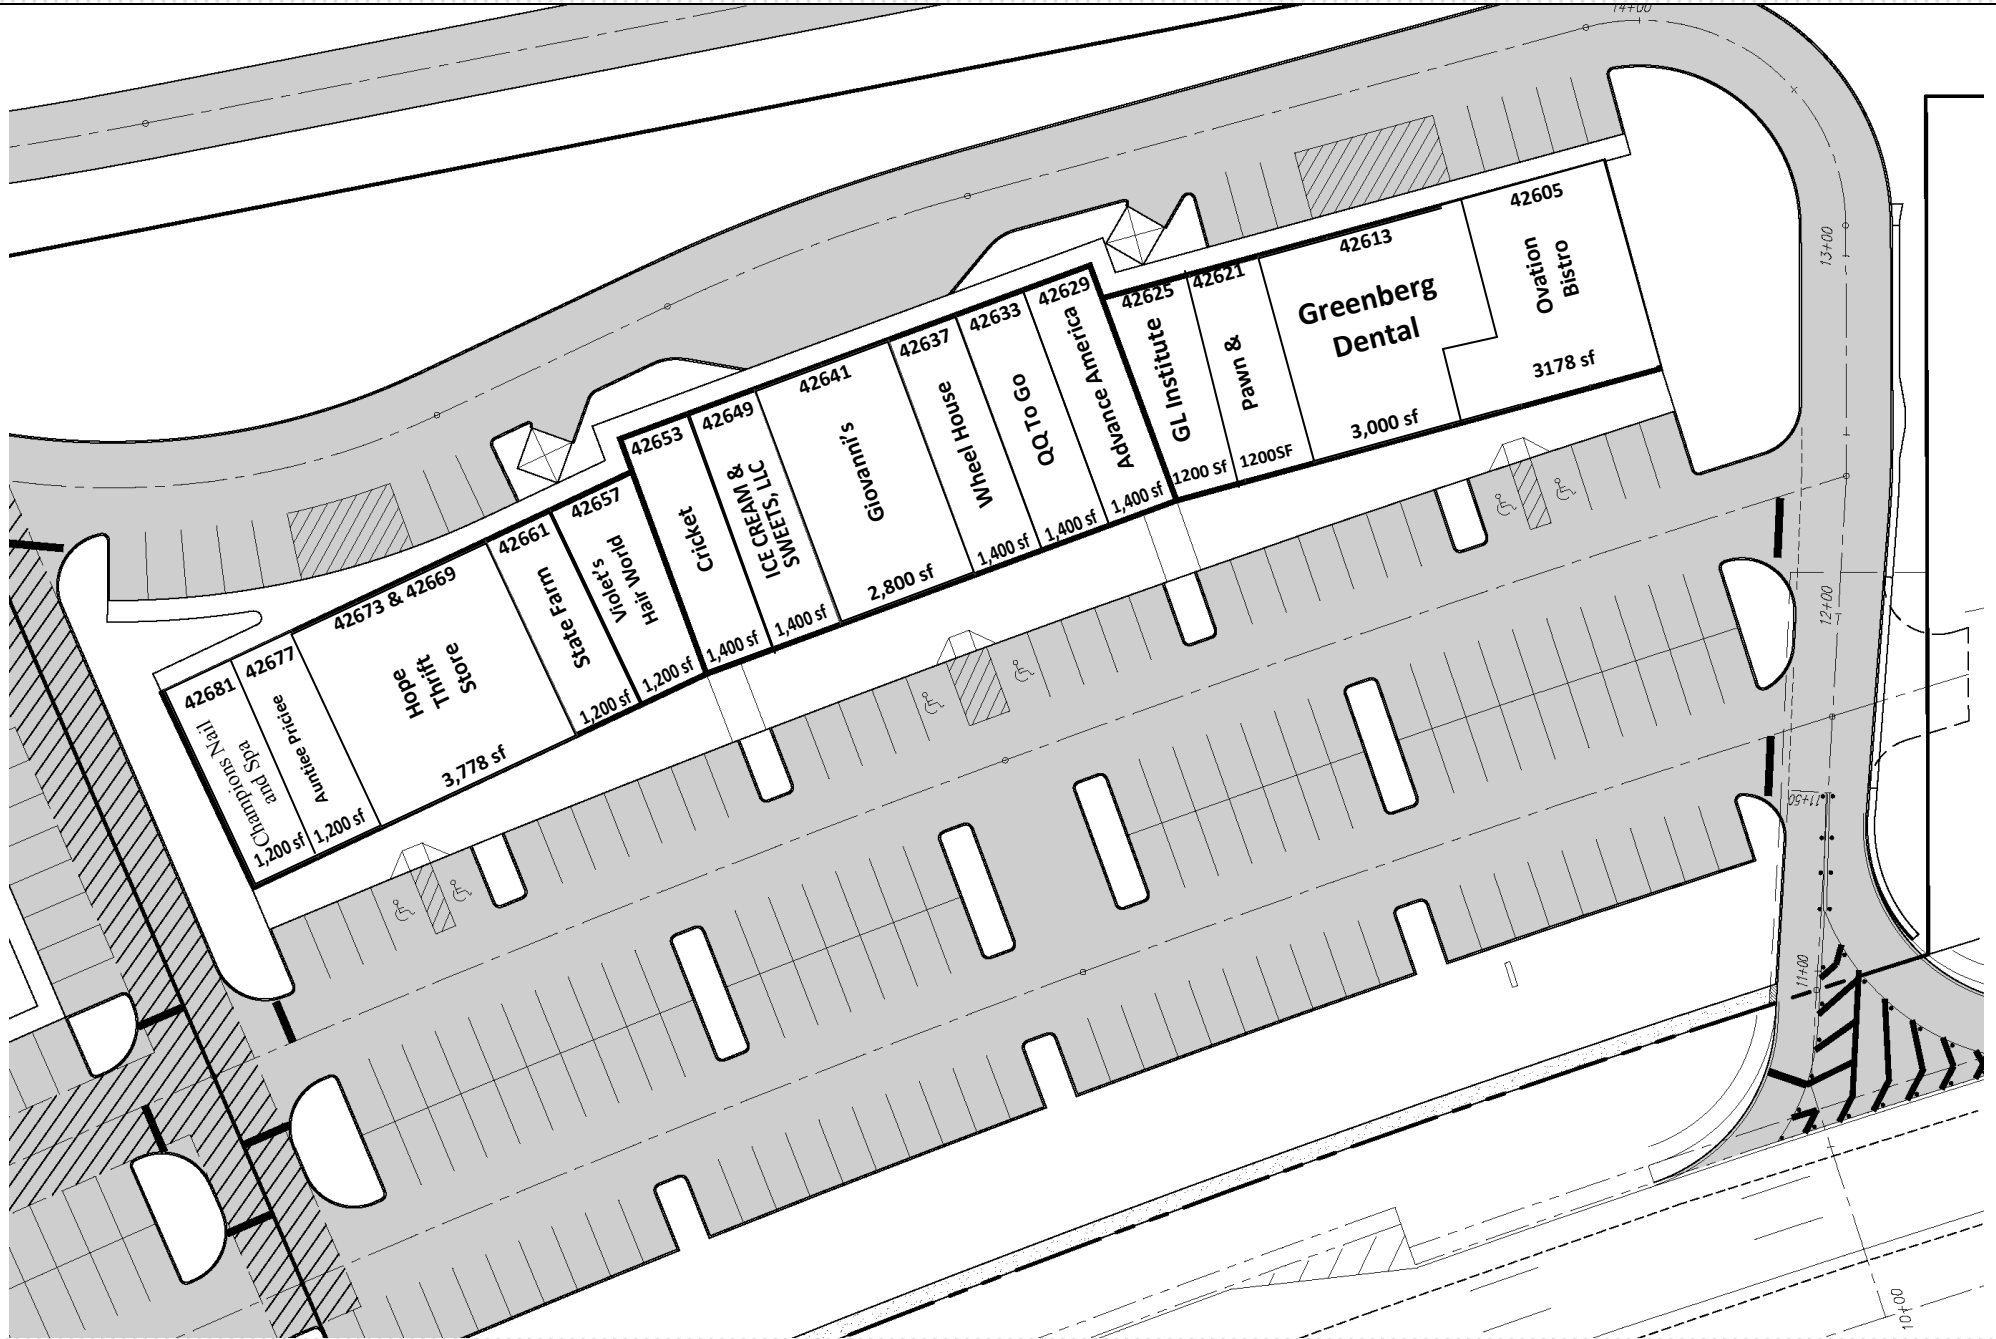 14+00
42605
Ovation
Bistro
3178 sf
42613
Greenberg
Dental
3,000 sf
42621
Pawn &
1200SF
42625
GL Institute
1200 Sf
42629
Advance America
1,400 sf
42633
QQ To Go
1,400 sf
42637
Wheel House
1,400 sf
42641
Giovanni's
2,800 sf
42649
ICE CREAM &
SWEETS, LLC
1,400 sf
42653
Cricket
1,400 sf
42657
Violet's
Hair World
1,200 sf
42661
State Farm
1,200 sf
42673 & 42669
Hope
Thrift
Store
3,778 sf
42677
Auntiese Priciee
1,200 sf
42681
Champions Nail
and Spa
1,200 sf
13+00
12+00
11+50
11+00
10+00